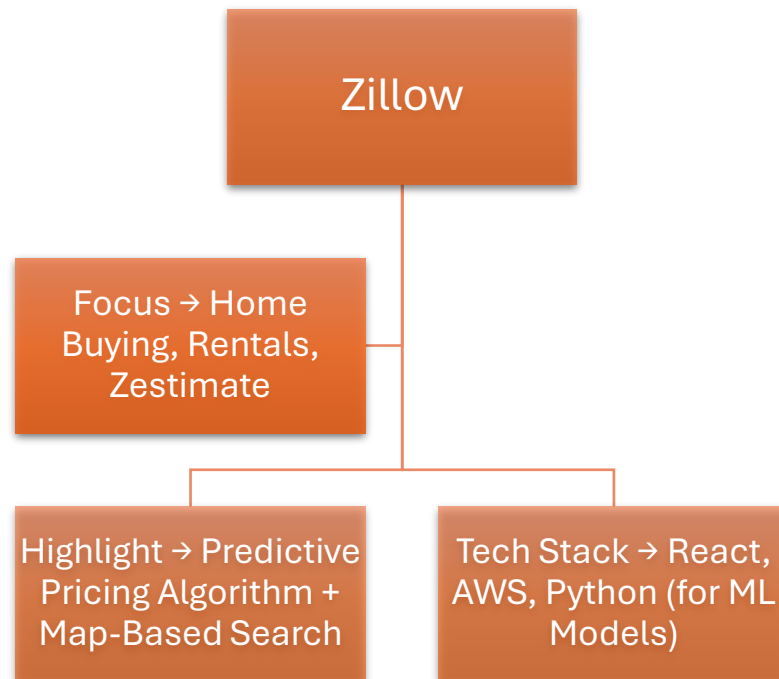 Zillow
Focus → Home
Buying, Rentals,
Zestimate
Highlight → Predictive
Pricing Algorithm +
Map-Based Search
Tech Stack → React,
AWS, Python (for ML
Models)